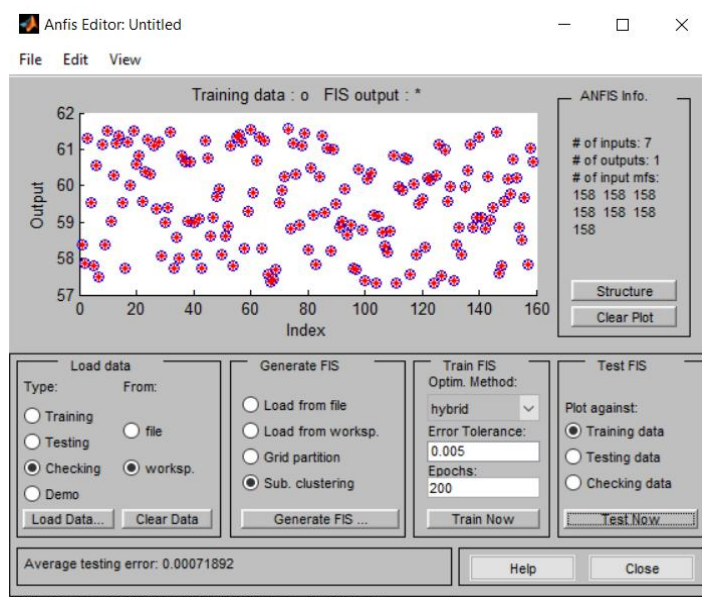 Anfis Editor: Untitled
File Edit View
Training data : o FIS output : *
62
61
60
59
58
57
Output
0 20 40 60 80 100 120 140 160
Index
ANFIS Info.
# of inputs: 7
# of outputs: 1
# of input mfs:
158 158 158
158 158 158
158
Structure
Clear Plot
Load data
Type: From:
Training
Testing
Checking
Demo
file
worksp.
Load Data... Clear Data
Generate FIS
Load from file
Load from worksp.
Grid partition
Sub. clustering
Generate FIS ...
Train FIS
Optim. Method:
hybrid
Error Tolerance:
0.005
Epochs:
200
Train Now
Test FIS
Plot against:
Training data
Testing data
Checking data
Test Now
Average testing error: 0.00071892
Help Close